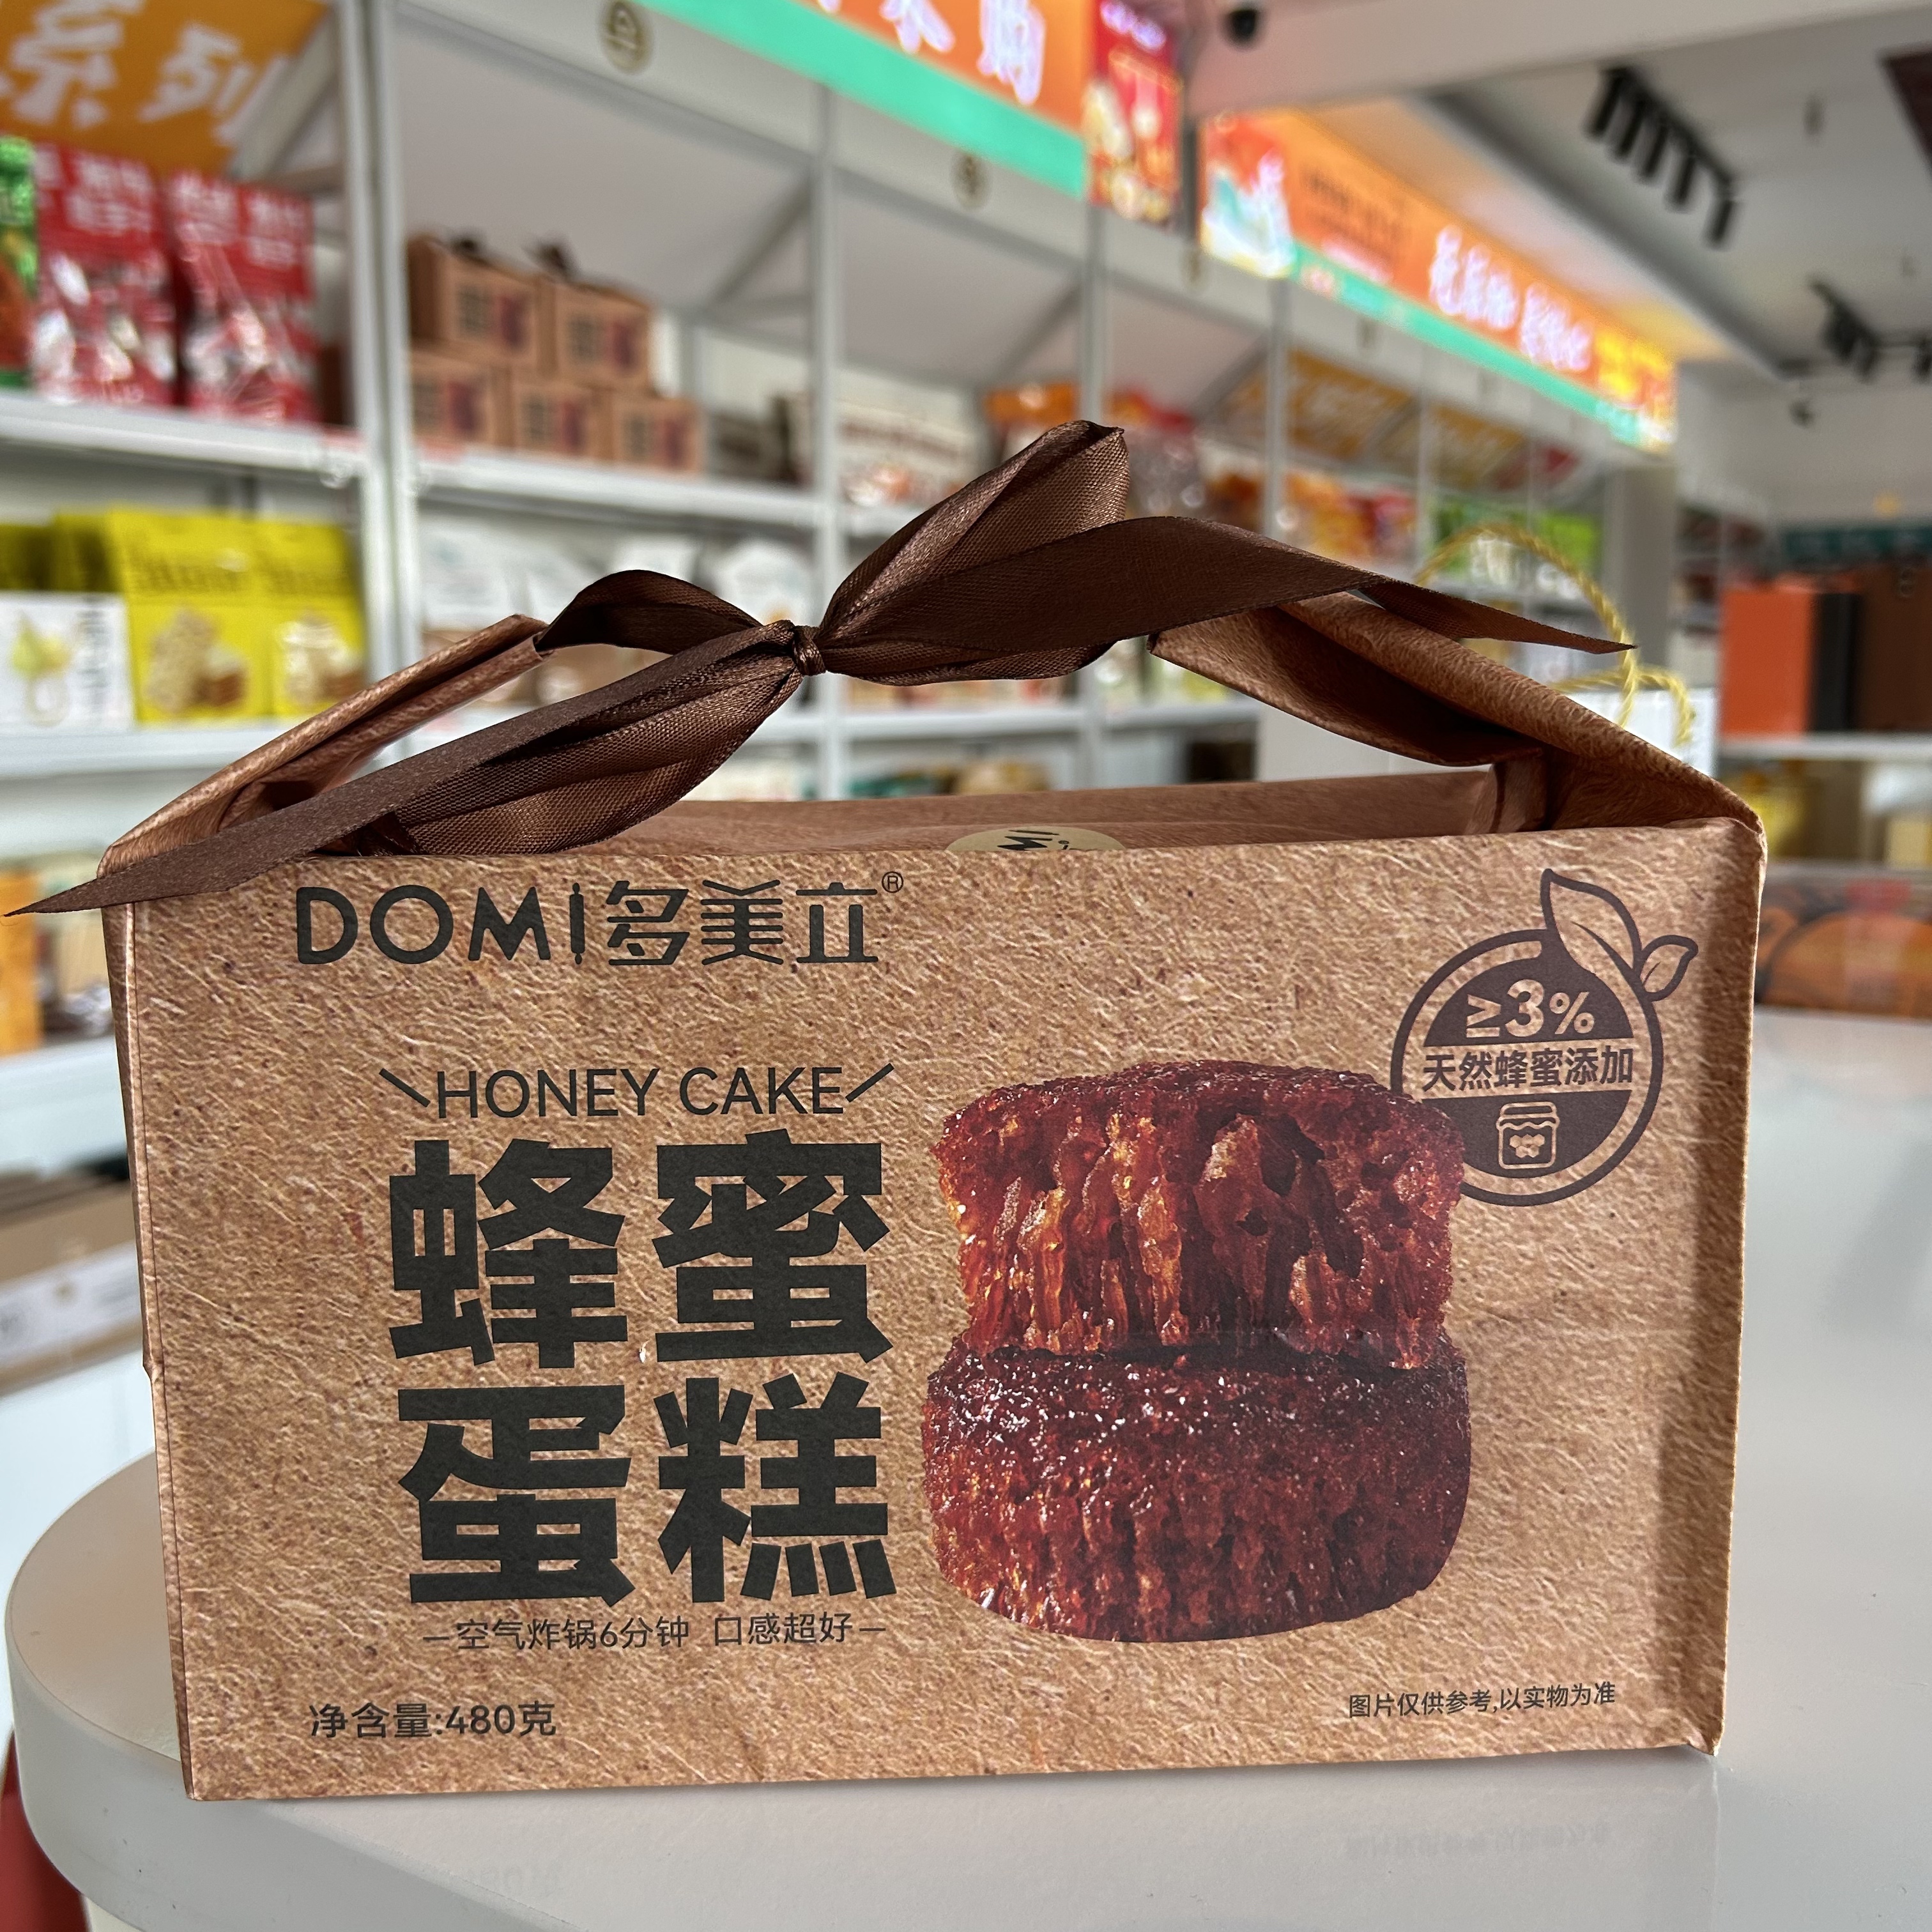 系列
DOMI多美立®
≥3%
天然蜂蜜添加
HONEY CAKE
蜂蜜
蛋糕
空气炸锅6分钟 口感超好
净含量:480克
图片仅供参考,以实物为准